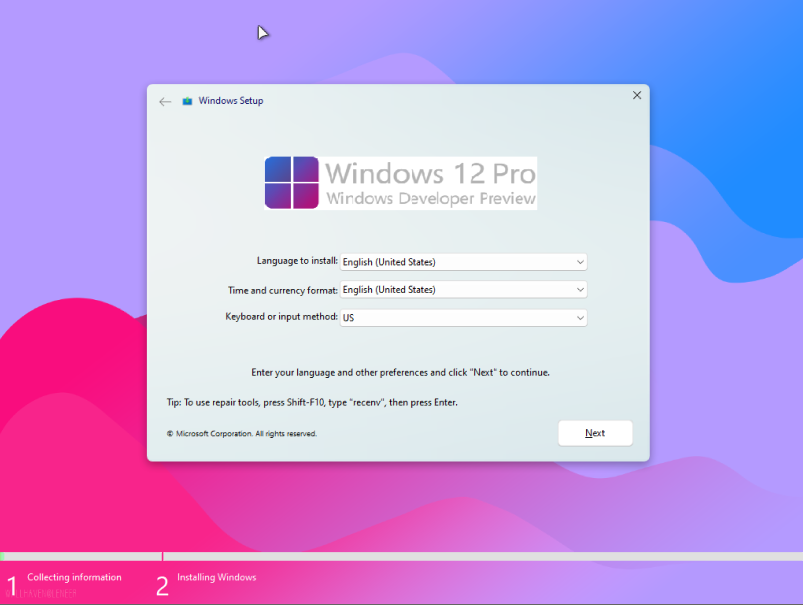 Windows Setup
Windows 12 Pro
Windows Developer Preview
Language to install: English (United States)
Time and currency format: English (United States)
Keyboard or input method: US
Enter your language and other preferences and click "Next" to continue.
Tip: To use repair tools, press Shift-F10, type "recenv", then press Enter.
© Microsoft Corporation. All rights reserved.
Next
1 Collecting information
2 Installing Windows